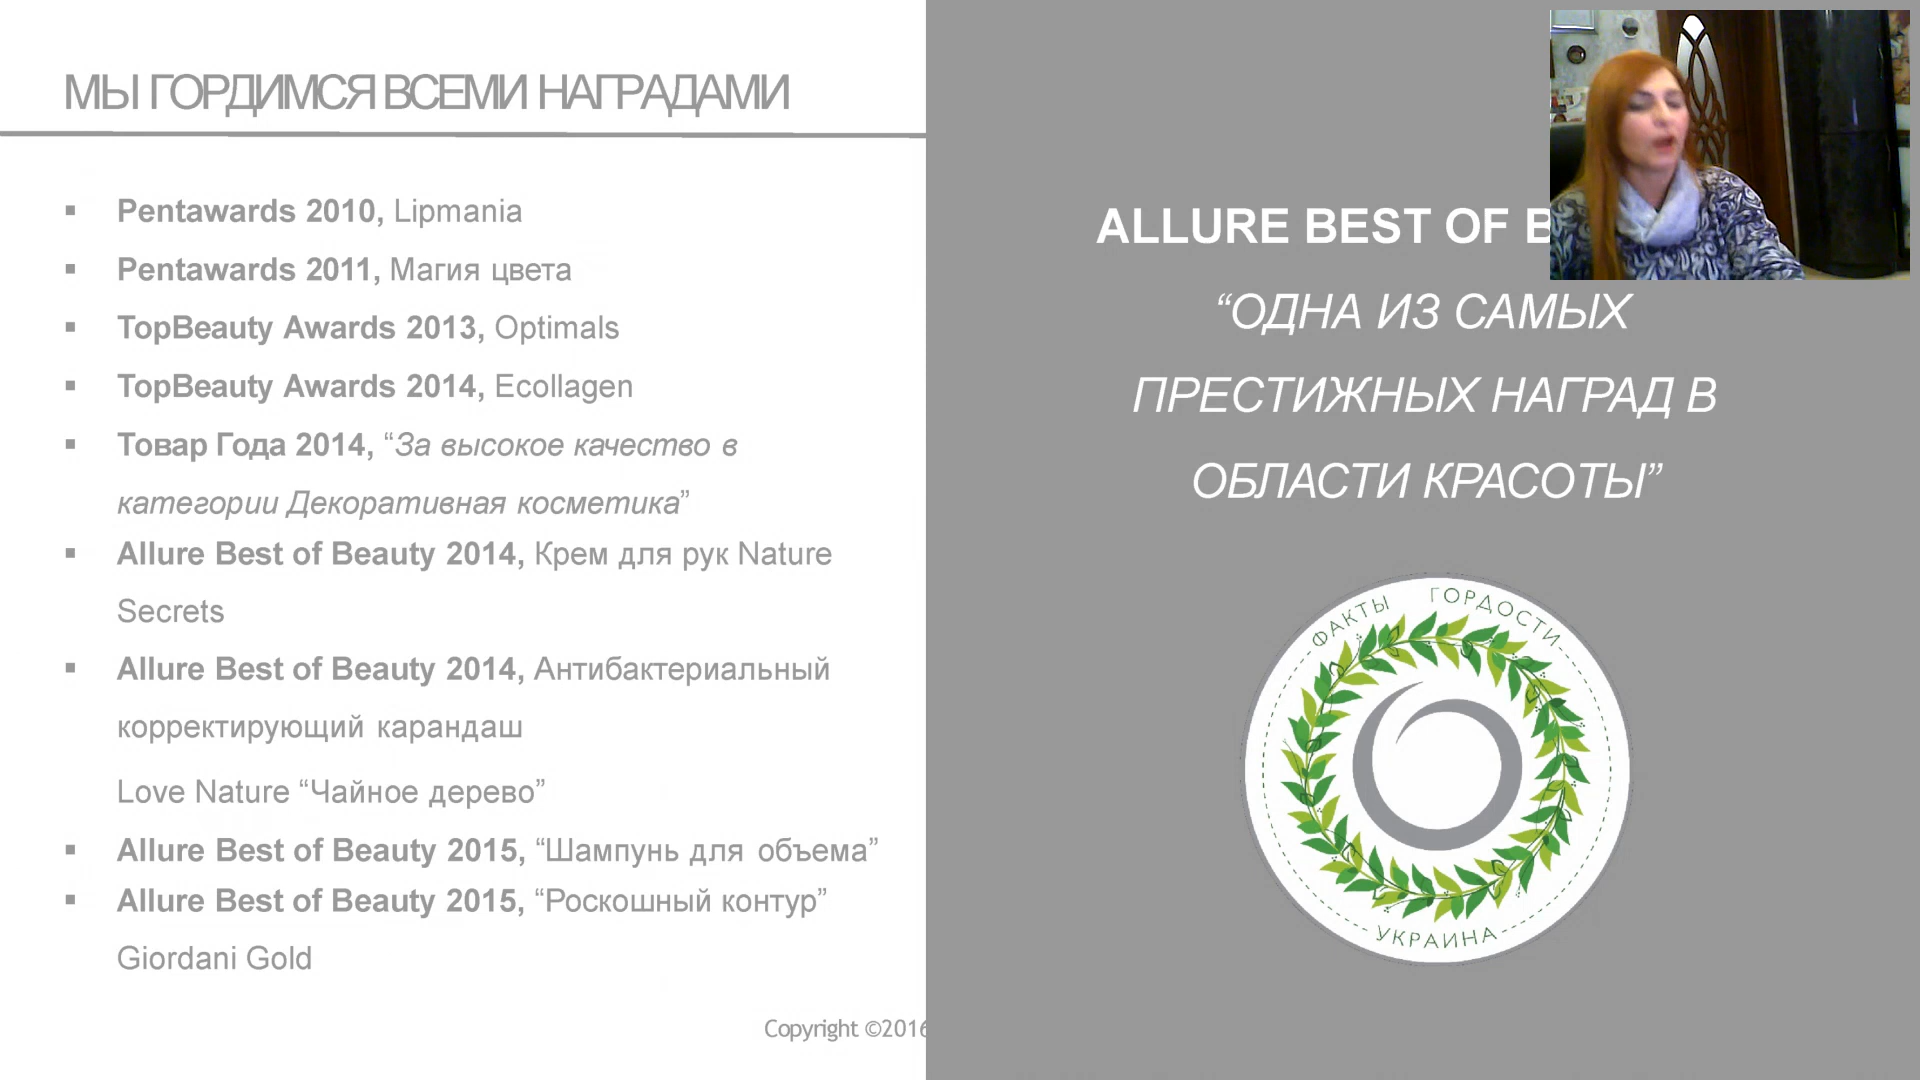 МЫ ГОРДИМСЯ ВСЕМИ НАГРАДАМИ
Pentawards 2010, Lipmania
Pentawards 2011, Магия цвета
TopBeauty Awards 2013, Optimals
TopBeauty Awards 2014, Ecollagen
Товар Года 2014, “За высокое качество в
категории Декоративная косметика”
Allure Best of Beauty 2014, Крем для рук Nature
Secrets
Allure Best of Beauty 2014, Антибактериальный
корректирующий карандаш
Love Nature “Чайное дерево”
Allure Best of Beauty 2015, “Шампунь для объема”
Allure Best of Beauty 2015, “Роскошный контур”
Giordani Gold
Copyright ©2016
ALLURE BEST OF
“ОДНА ИЗ САМЫХ
ПРЕСТИЖНЫХ НАГРАД В
ОБЛАСТИ КРАСОТЫ”
ФАКТЫ ГОРДОСТИ
УКРАИНА